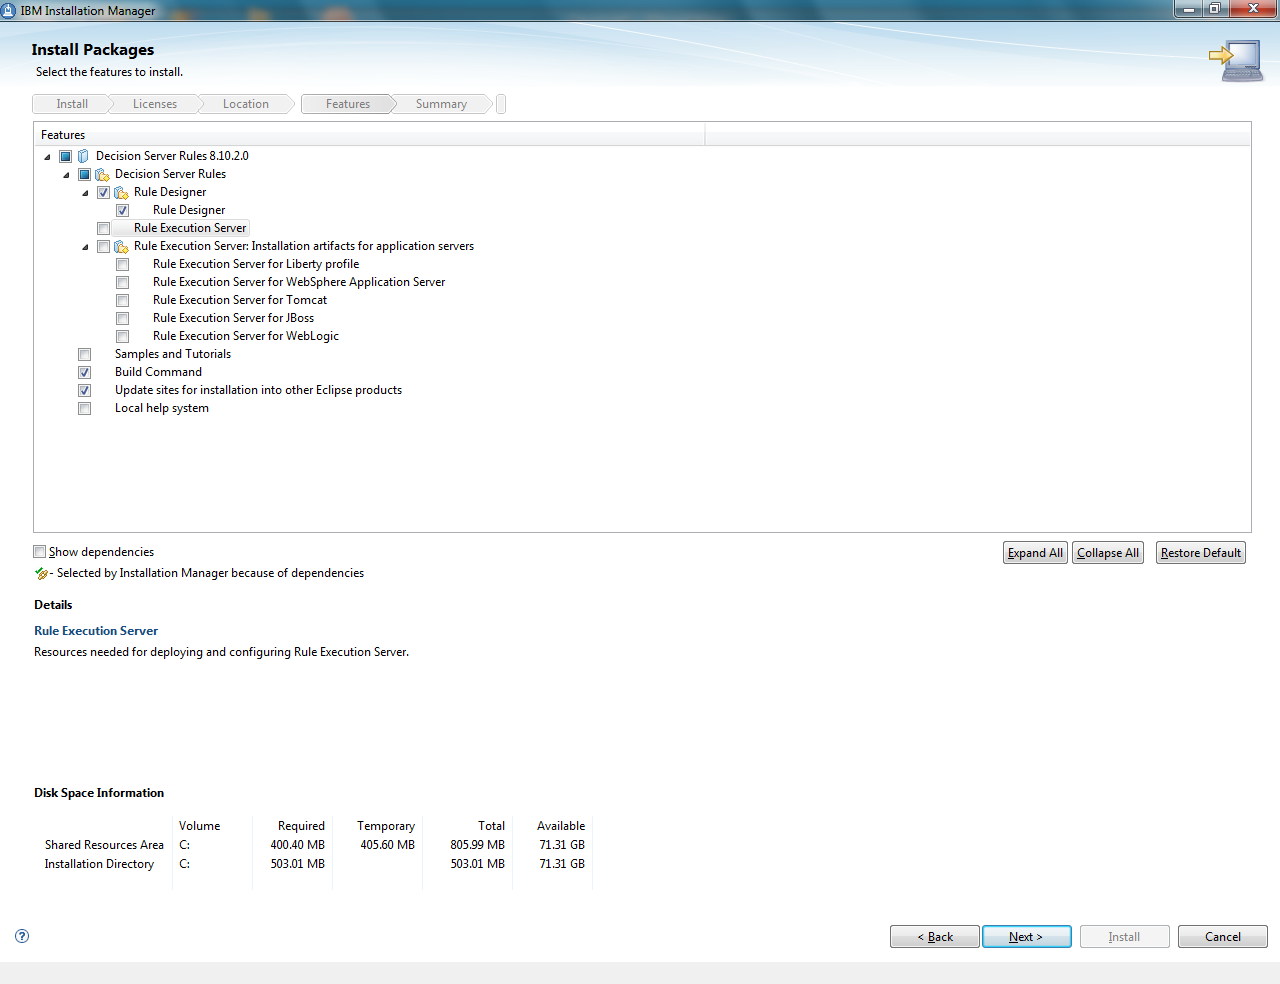 IBM Installation Manager
Install Packages
Select the features to install.
Install Licenses Location Features Summary
Features
Decision Server Rules 8.10.2.0
Decision Server Rules
Rule Designer
Rule Designer
Rule Execution Server
Rule Execution Server: Installation artifacts for application servers
Rule Execution Server for Liberty profile
Rule Execution Server for WebSphere Application Server
Rule Execution Server for Tomcat
Rule Execution Server for JBoss
Rule Execution Server for WebLogic
Samples and Tutorials
Build Command
Update sites for installation into other Eclipse products
Local help system
Show dependencies Expand All Collapse All Restore Default
- Selected by Installation Manager because of dependencies
Details
Rule Execution Server
Resources needed for deploying and configuring Rule Execution Server.
Disk Space Information
Volume Required Temporary Total Available
Shared Resources Area C: 400.40 MB 405.60 MB 805.99 MB 71.31 GB
Installation Directory C: 503.01 MB 503.01 MB 71.31 GB
? < Back Next > Install Cancel